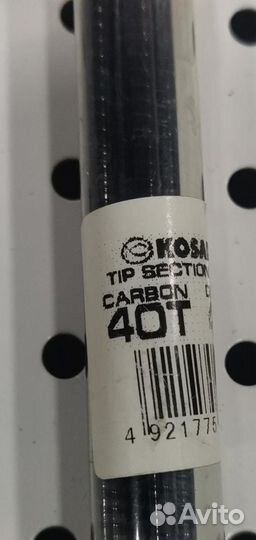 KOSA
TIP SECTION
CARBON
40T
4 921775
Avito